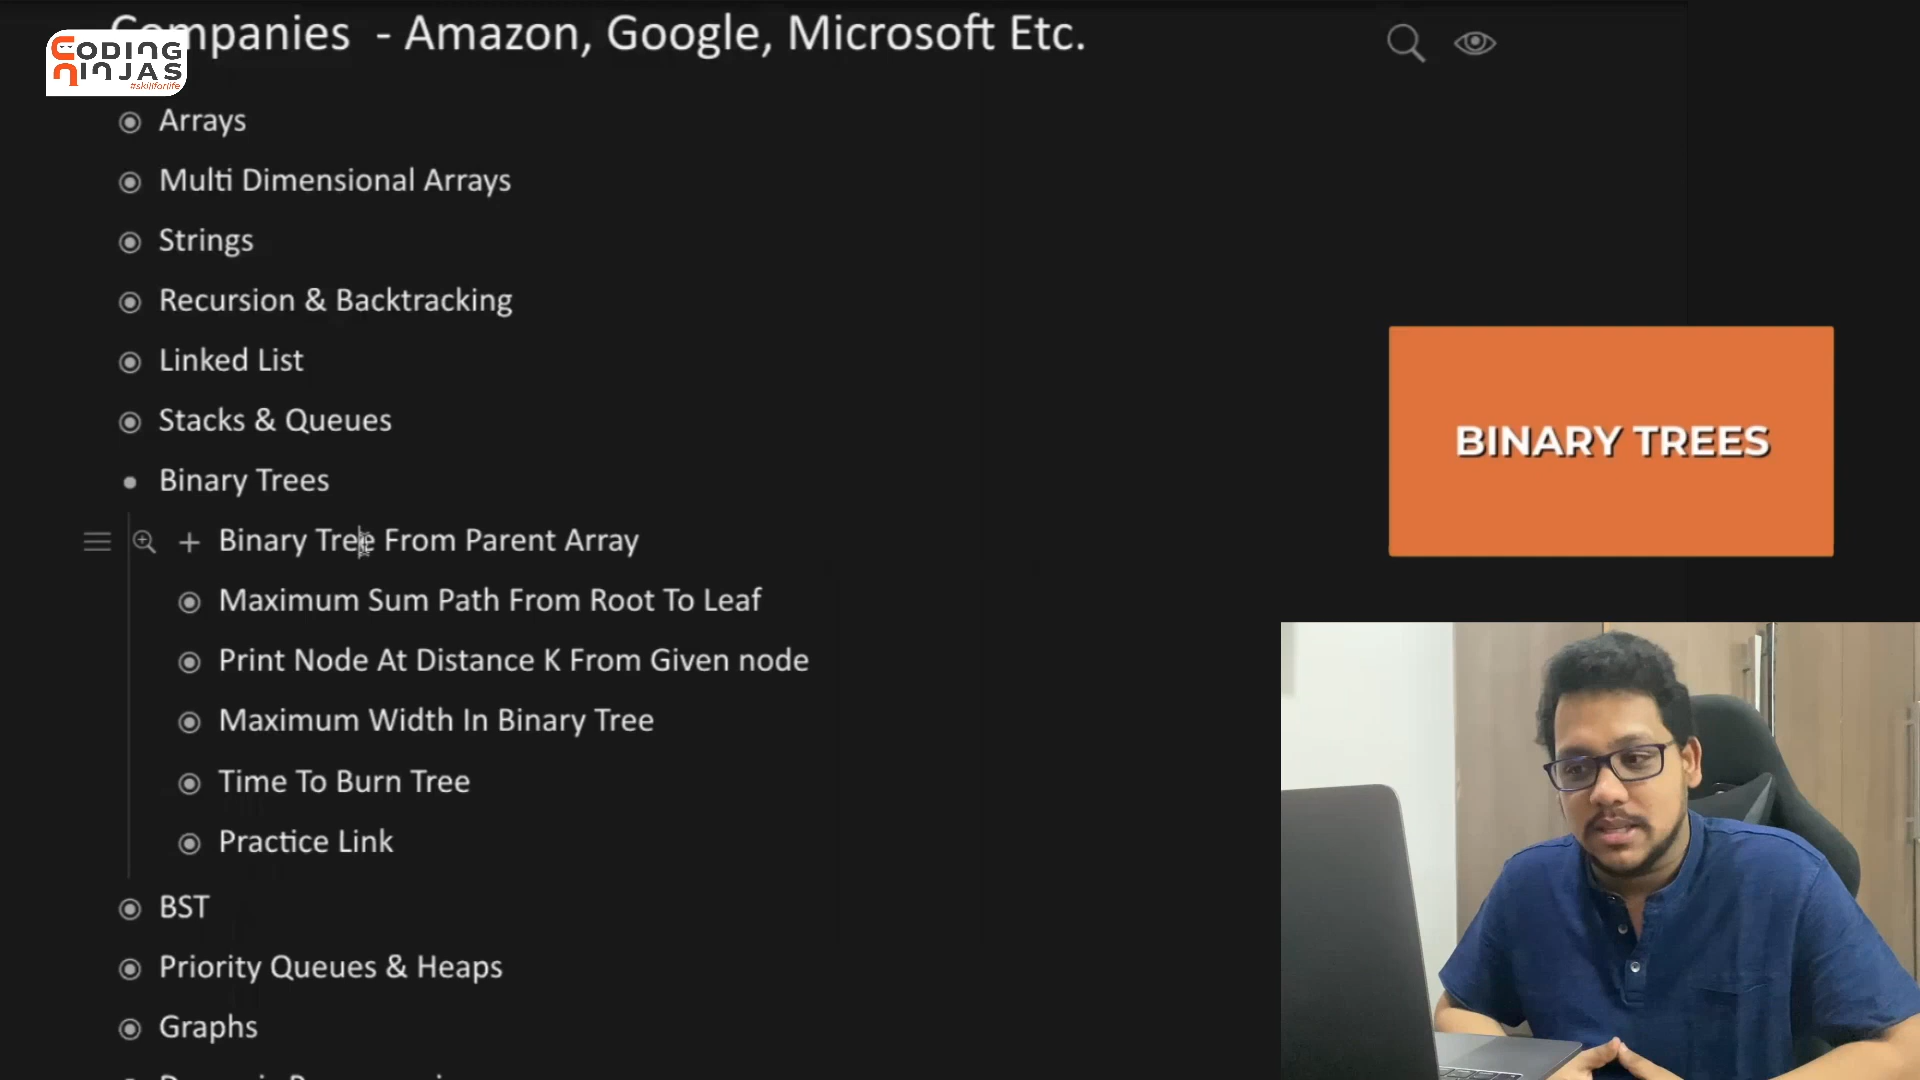 Companies - Amazon, Google, Microsoft Etc.
CODING
NINJAS
#skillforlife
Arrays
Multi Dimensional Arrays
Strings
Recursion & Backtracking
Linked List
Stacks & Queues
Binary Trees
Binary Tree From Parent Array
Maximum Sum Path From Root To Leaf
Print Node At Distance K From Given node
Maximum Width In Binary Tree
Time To Burn Tree
Practice Link
BST
Priority Queues & Heaps
Graphs
BINARY TREES